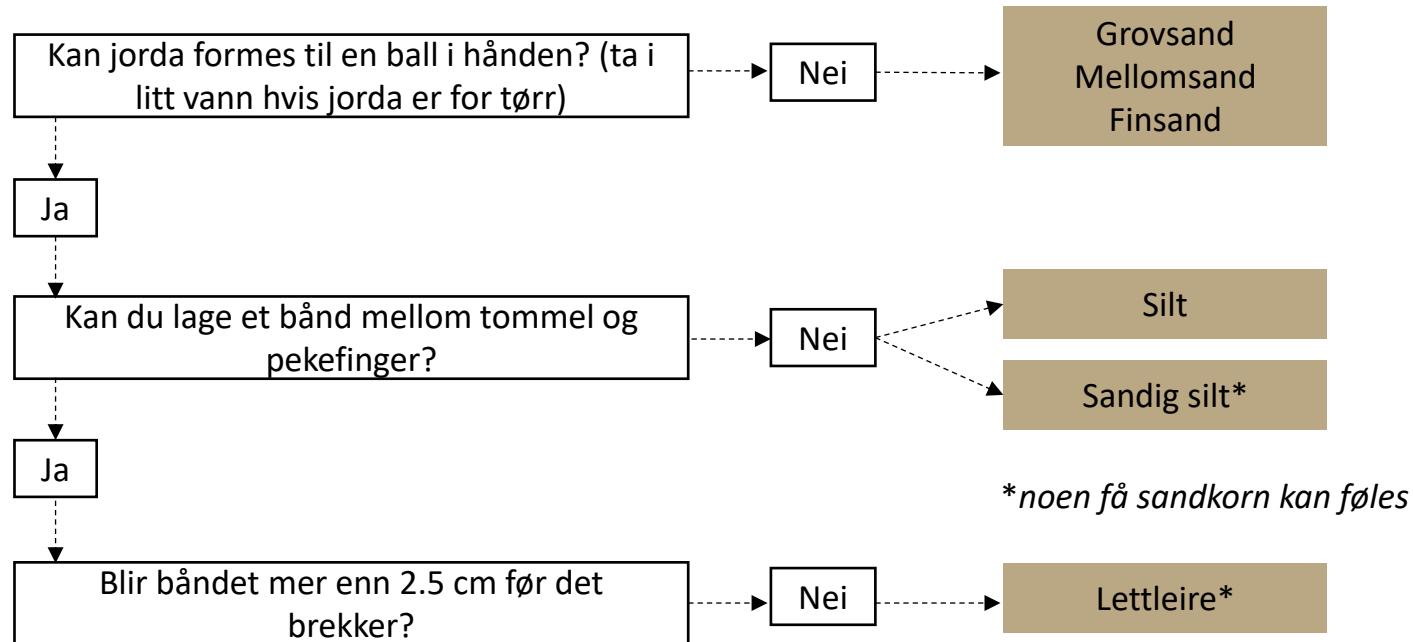 Kan jorda formes til en ball i hånden? (ta i
litt vann hvis jorda er for tørr)
Nei
Grovsand
Mellomsand
Finsand
Ja
Kan du lage et bånd mellom tommel og
pekefinger?
Nei
Silt
Sandig silt*
Ja
*noen få sandkorn kan føles
Blir båndet mer enn 2.5 cm før det
brekker?
Nei
Lettleire*